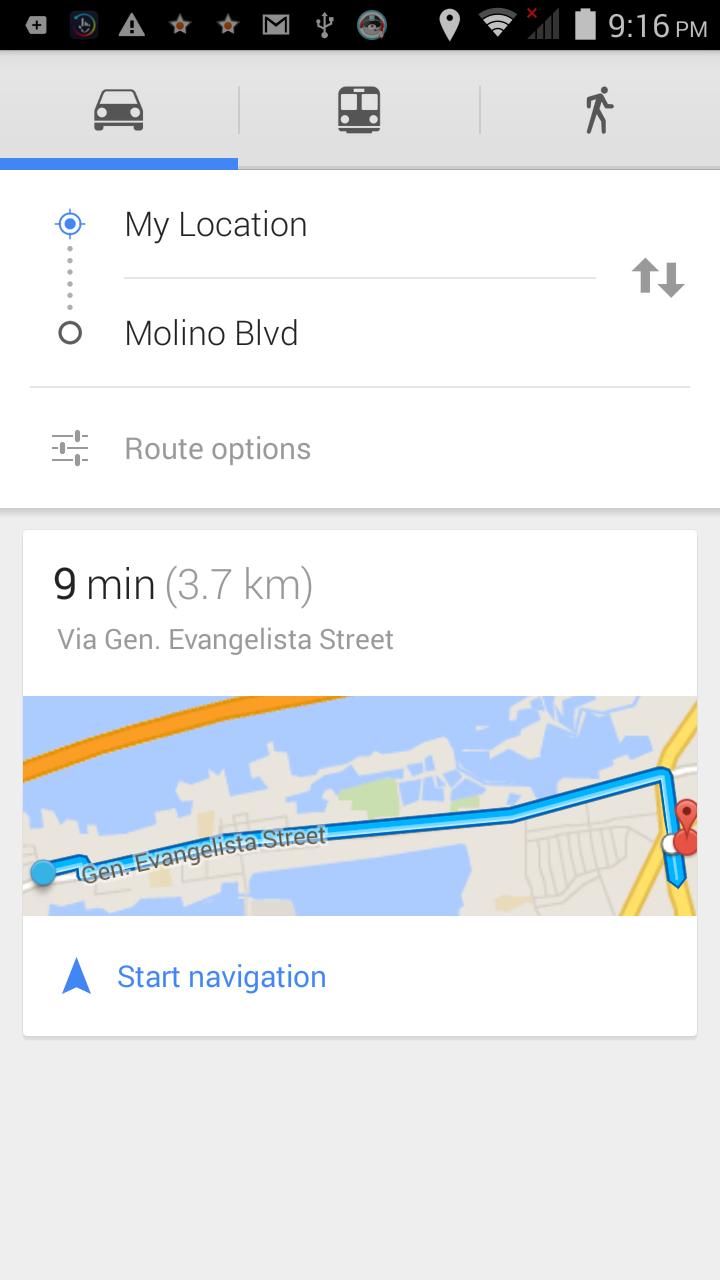 9:16 PM
My Location
Molino Blvd
Route options
9 min (3.7 km)
Via Gen. Evangelista Street
Gen. Evangelista Street
Start navigation